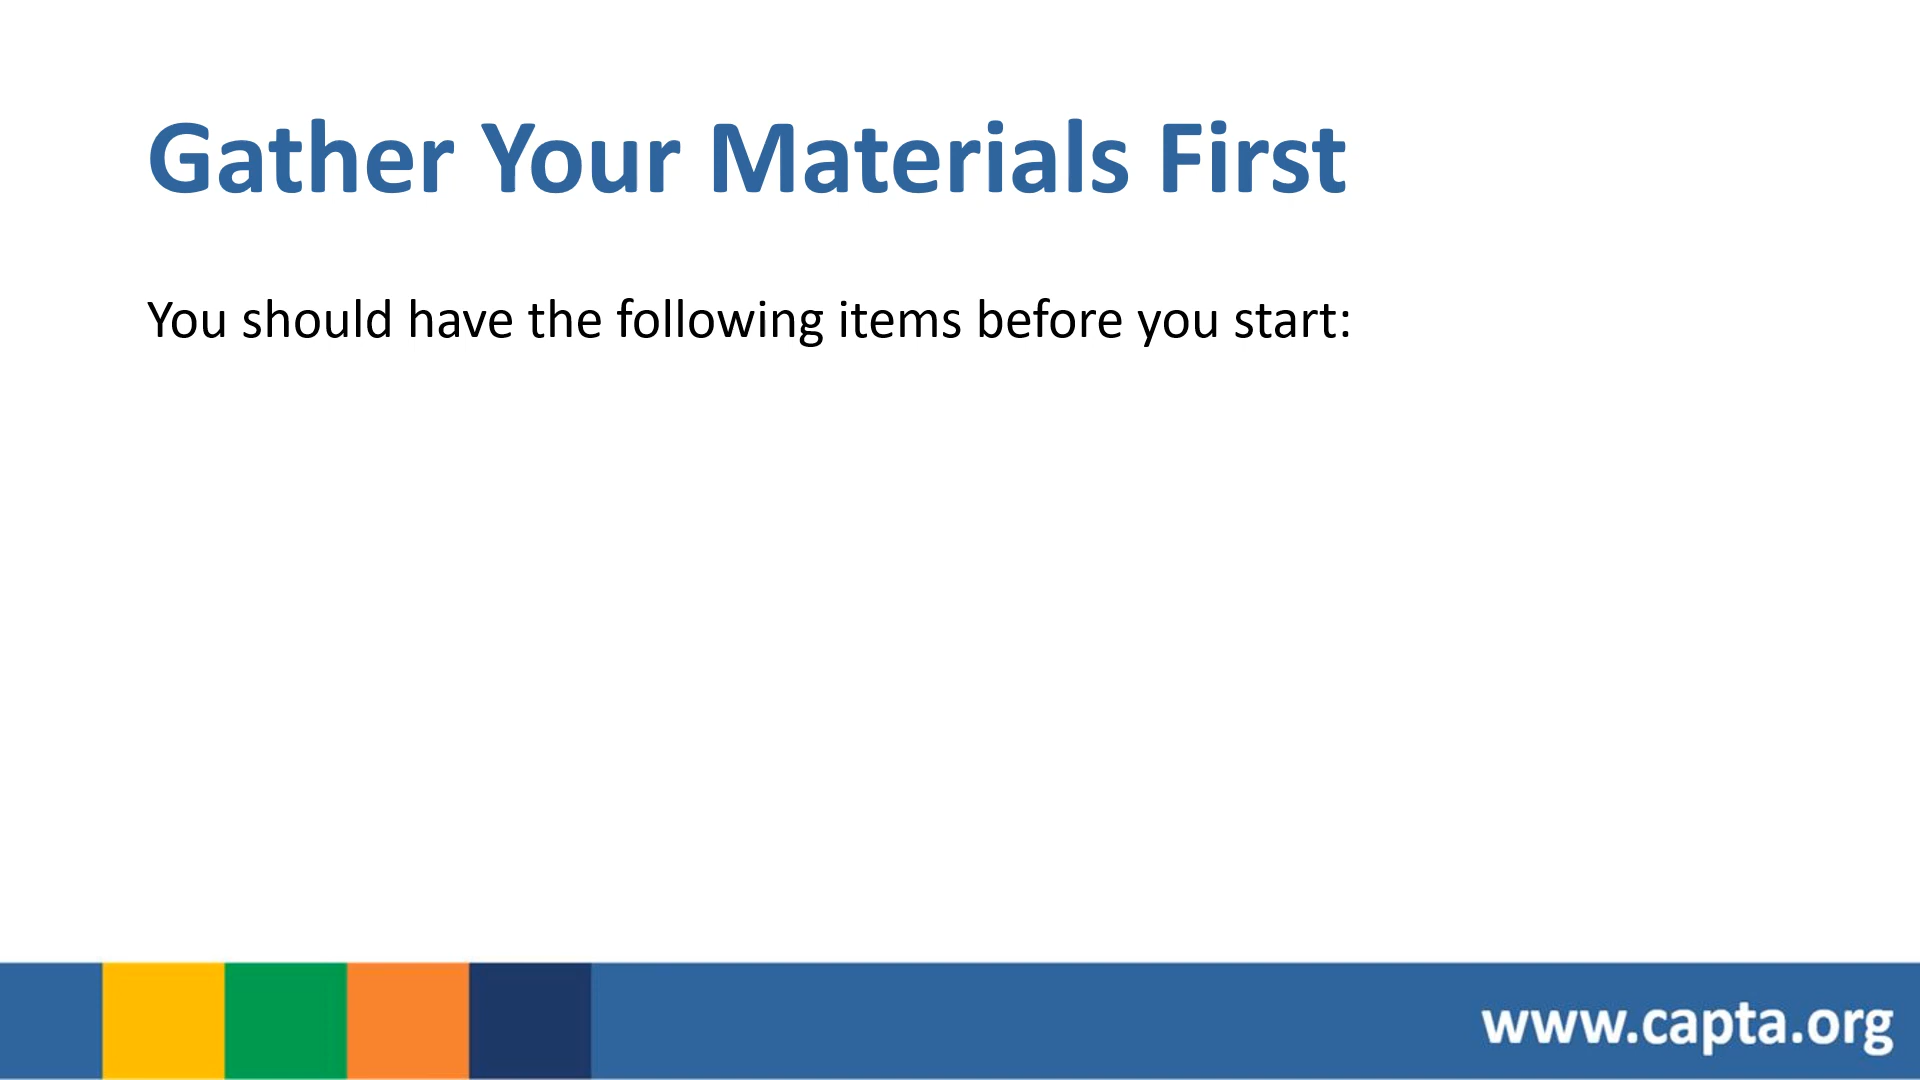 Gather Your Materials First
You should have the following items before you start:
www.capta.org